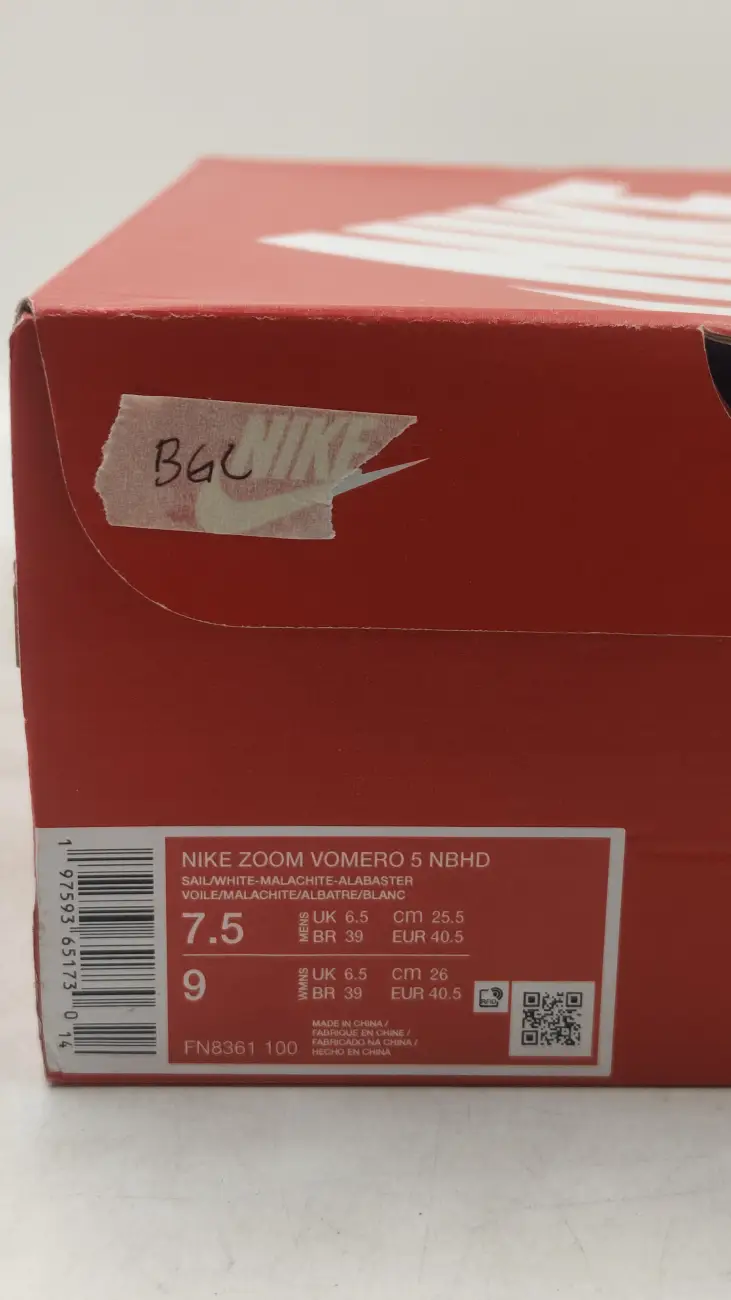 BGC
NIKE
NIKE ZOOM VOMERO 5 NBHD
SAIL/WHITE-MALACHITE-ALABASTER
VOILE/MALACHITE/ALBATRE/BLANC
7.5 MENS UK 6.5 cm 25.5
BR 39 EUR 40.5
9 WMNS UK 6.5 cm 26
BR 39 EUR 40.5
RFID
FN8361 100
MADE IN CHINA /
FABRIQUE EN CHINE /
FABRICADO NA CHINA /
HECHO EN CHINA
1 97593 65173 0 14